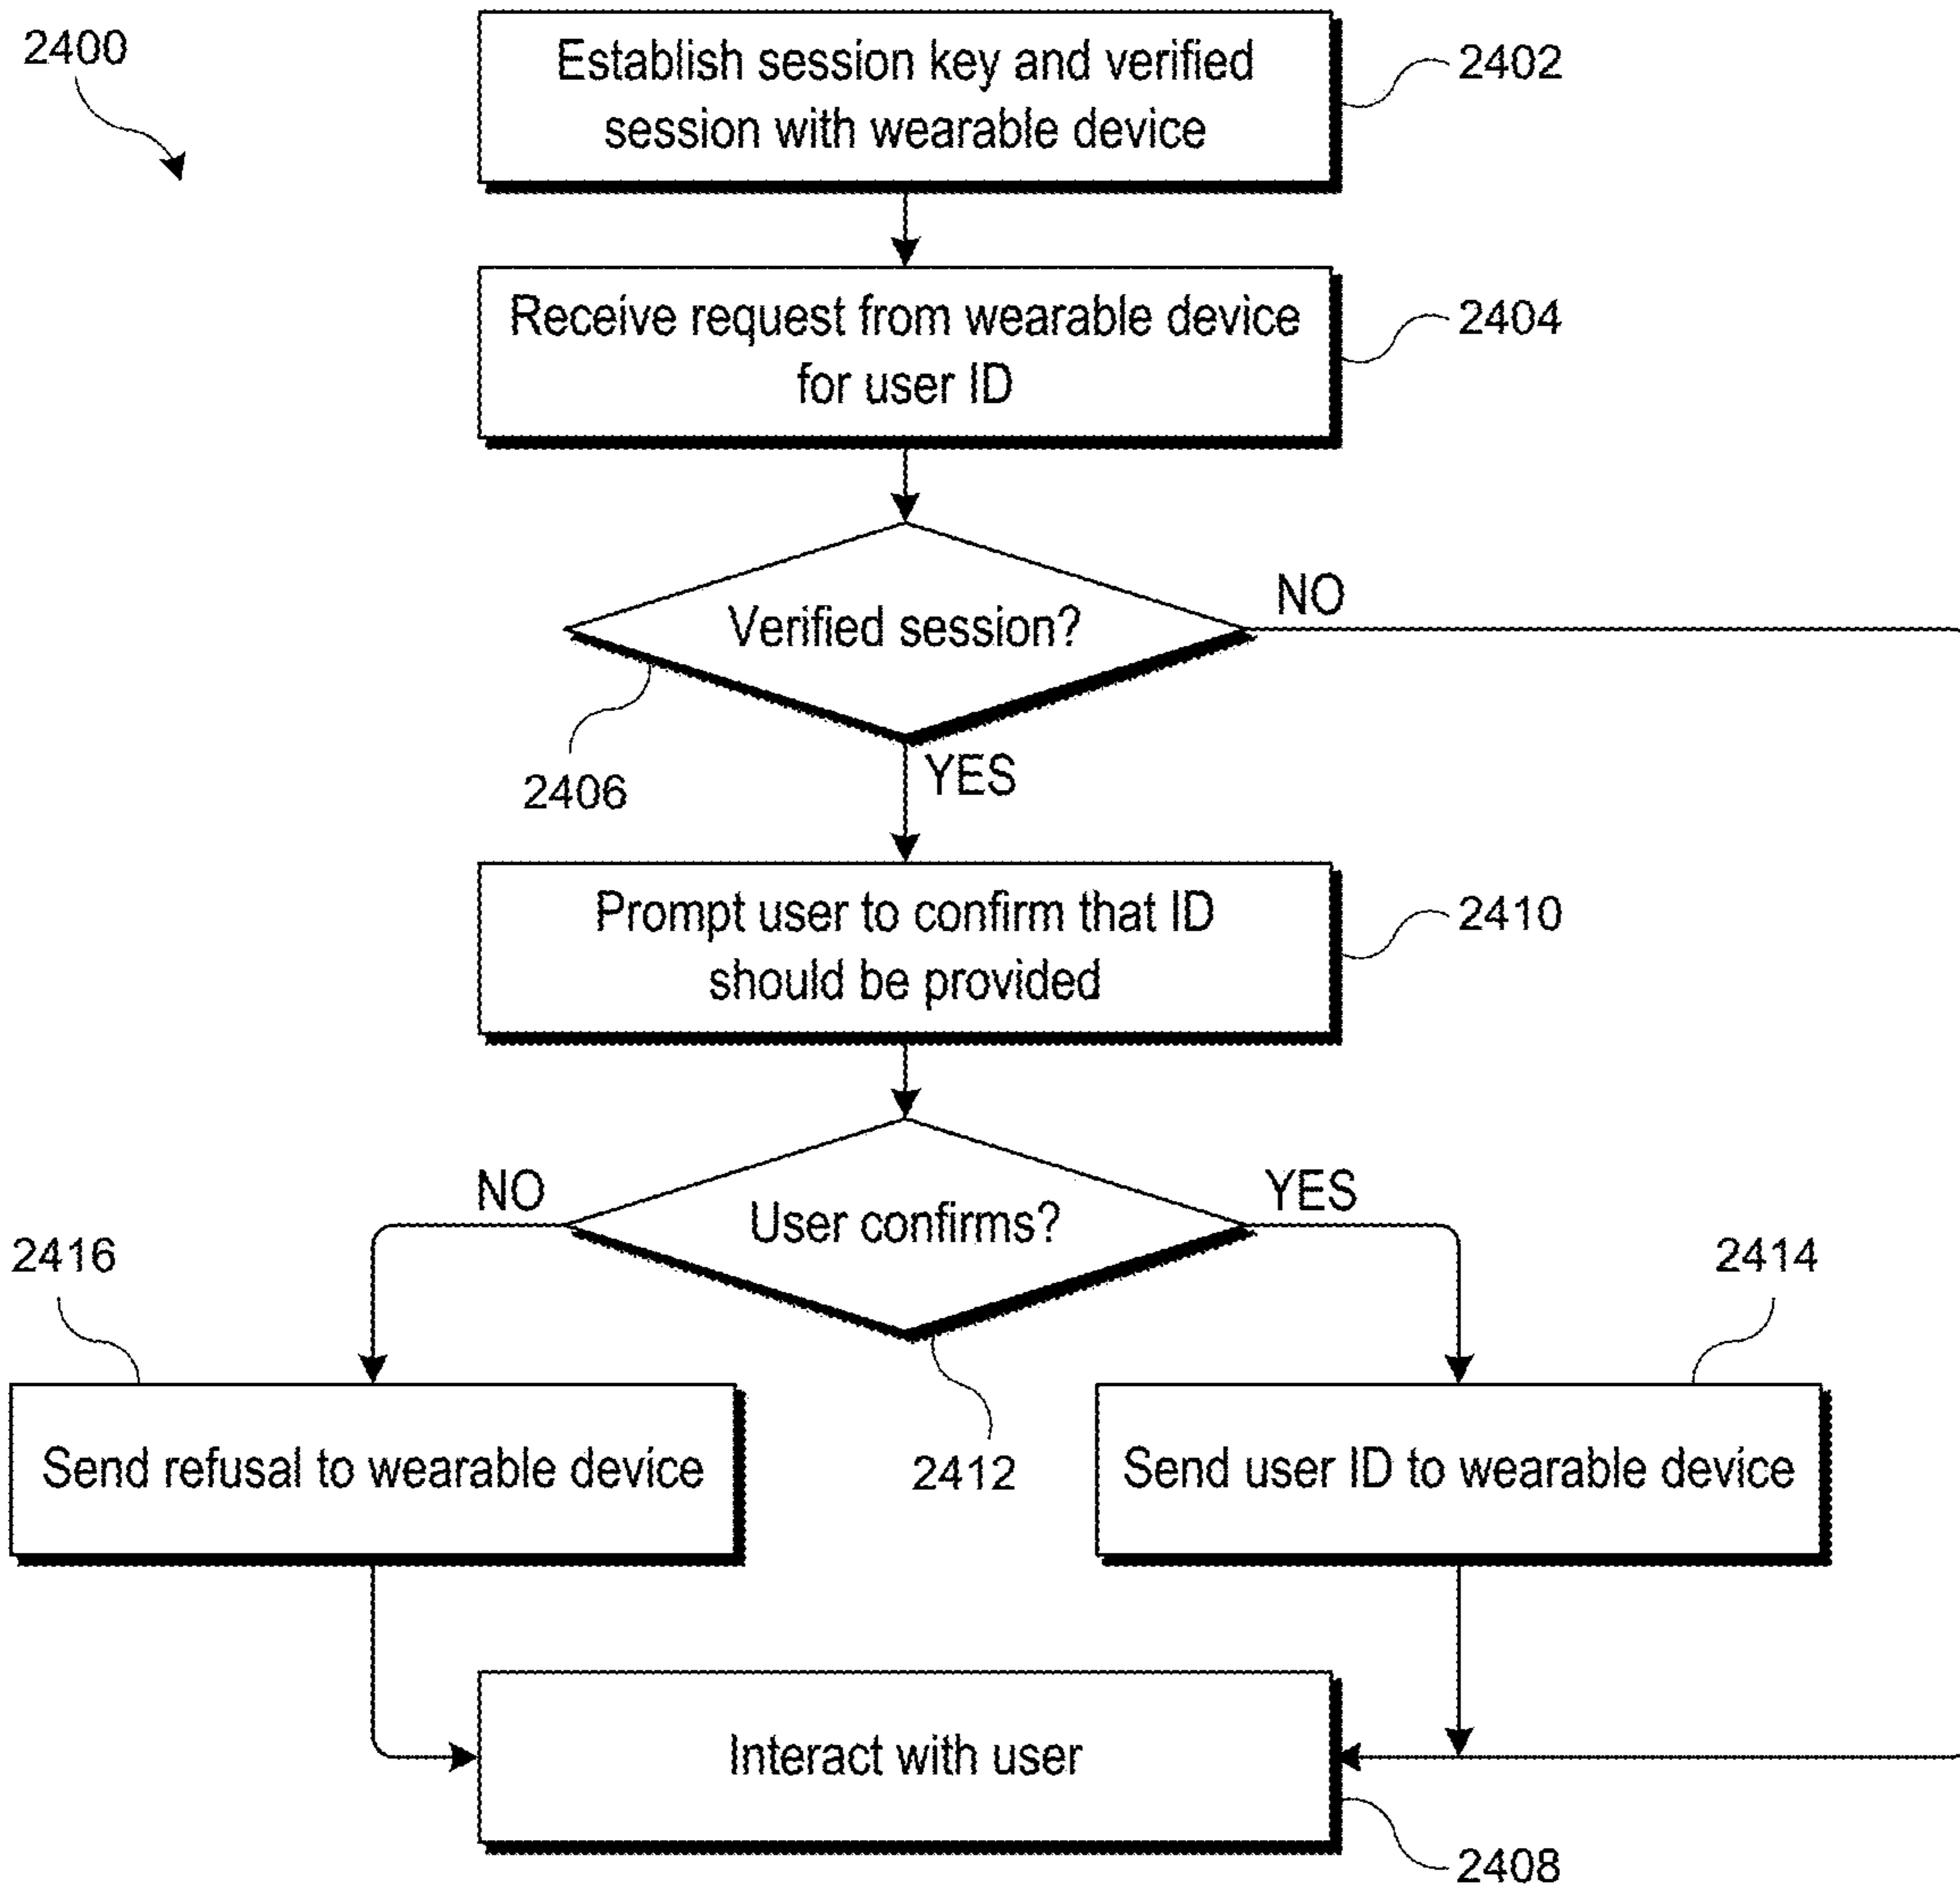 2400
Establish session key and verified
session with wearable device
2402
Receive request from wearable device
for user ID
2404
Verified session?
NO
2406
YES
Prompt user to confirm that ID
should be provided
2410
NO
User confirms?
YES
2416
2414
Send refusal to wearable device
2412
Send user ID to wearable device
Interact with user
2408